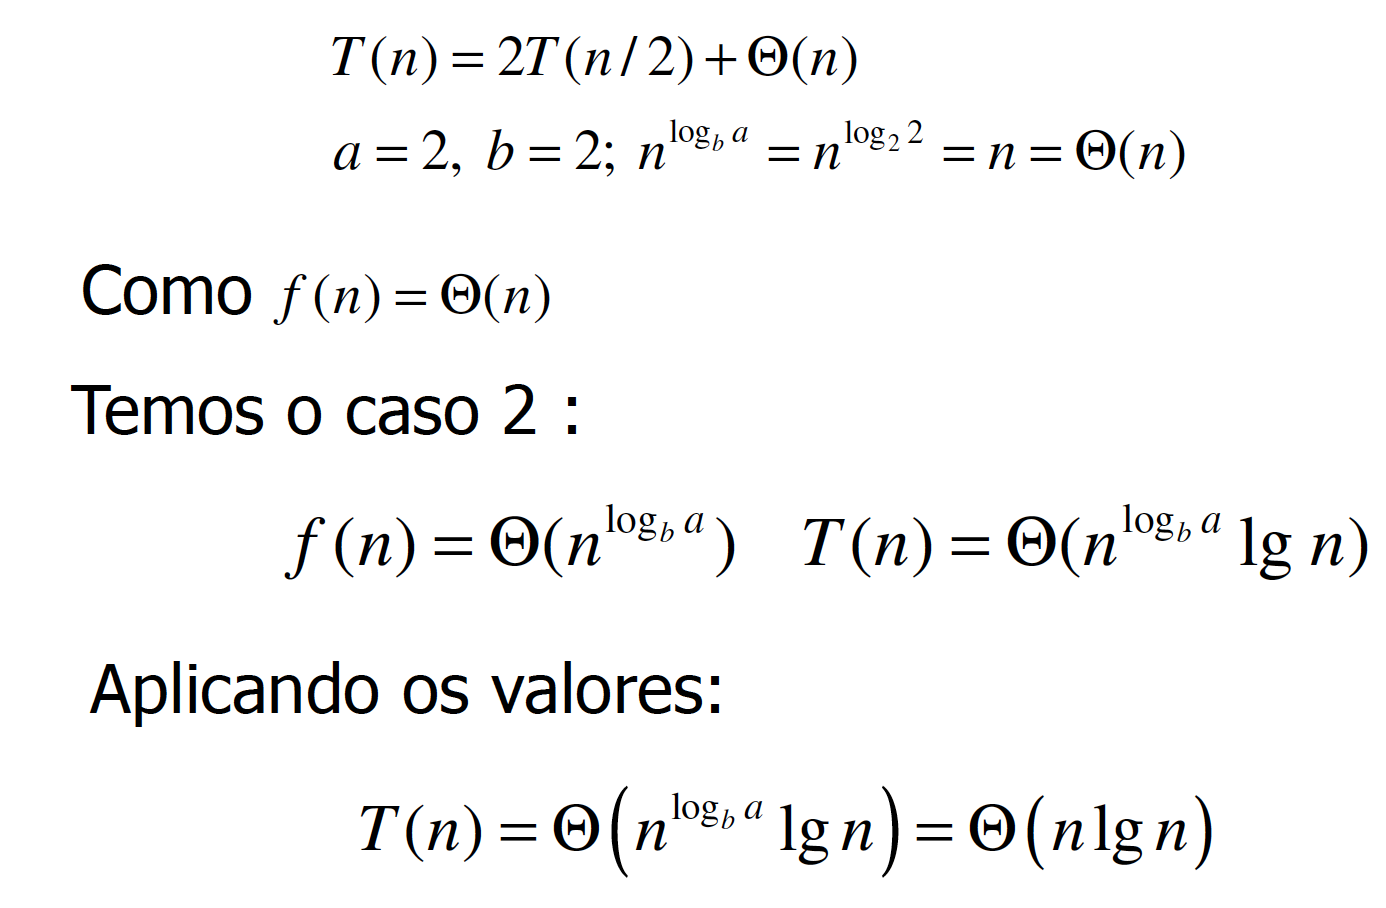 T(n) = 2T(n / 2) + Θ(n)
a = 2, b = 2; n^{log_b a} = n^{log_2 2} = n = Θ(n)
Como f(n) = Θ(n)
Temos o caso 2 :
f(n) = Θ(n^{log_b a}) T(n) = Θ(n^{log_b a} lg n)
Aplicando os valores:
T(n) = Θ(n^{log_b a} lg n) = Θ(n lg n)